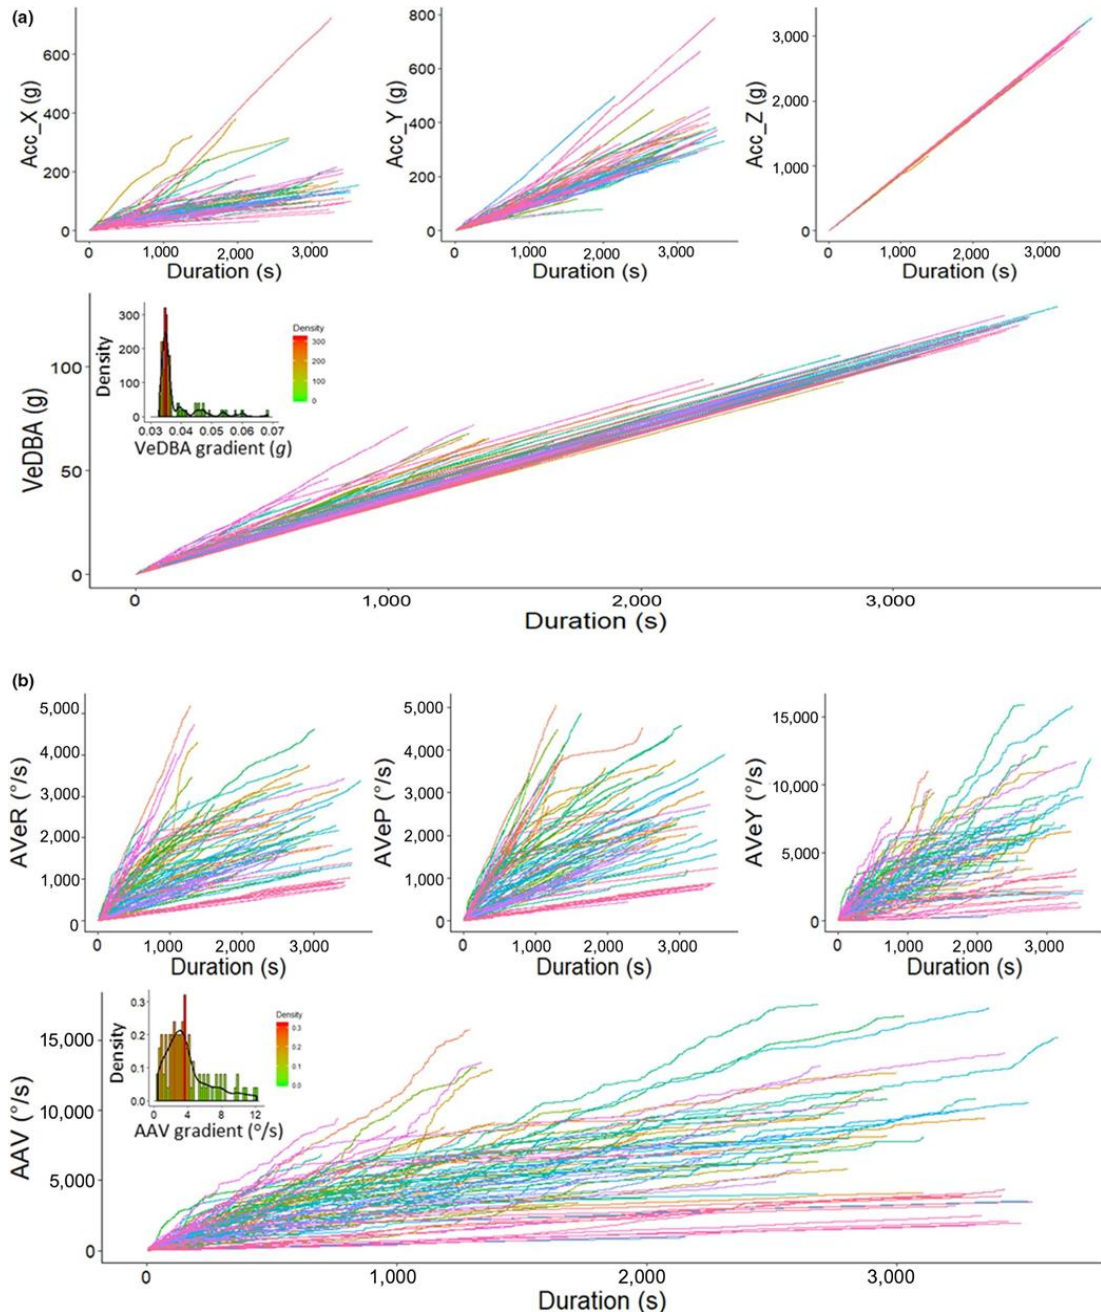 (a)
Acc_X (g)
600
400
200
0
0 1,000 2,000 3,000
Duration (s)
Acc_Y (g)
800
600
400
200
0
0 1,000 2,000 3,000
Duration (s)
Acc_Z (g)
3,000
2,000
1,000
0
0 1,000 2,000 3,000
Duration (s)
VeDBA (g)
100
50
0
0 1,000 2,000 3,000
Duration (s)
Density
300
200
100
0
0.03 0.04 0.05 0.06 0.07
VeDBA gradient (g)
Density
300
200
100
0
(b)
AVeR (°/s)
5,000
4,000
3,000
2,000
1,000
0
0 1,000 2,000 3,000
Duration (s)
AVeP (°/s)
5,000
4,000
3,000
2,000
1,000
0
0 1,000 2,000 3,000
Duration (s)
AVeY (°/s)
15,000
10,000
5,000
0
0 1,000 2,000 3,000
Duration (s)
AAV (°/s)
15,000
10,000
5,000
0
0 1,000 2,000 3,000
Duration (s)
Density
0.3
0.2
0.1
0.0
0 4 8 12
AAV gradient (°/s)
Density
0.3
0.2
0.1
0.0